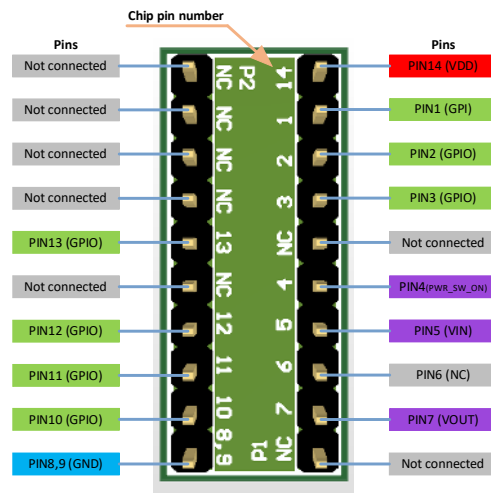 Chip pin number
Pins
Pins
Not connected
NC
P2
14
PIN14 (VDD)
Not connected
NC
1
PIN1 (GPI)
Not connected
NC
2
PIN2 (GPIO)
Not connected
NC
3
PIN3 (GPIO)
PIN13 (GPIO)
13
NC
Not connected
Not connected
NC
4
PIN4(PWR_SW_ON)
PIN12 (GPIO)
12
5
PIN5 (VIN)
PIN11 (GPIO)
11
6
PIN6 (NC)
PIN10 (GPIO)
10
7
PIN7 (VOUT)
PIN8,9 (GND)
8,9
P1
NC
Not connected